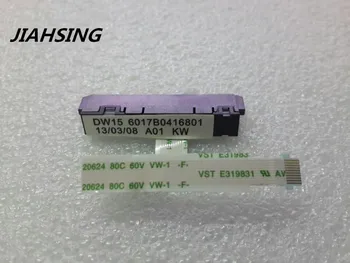 JIAHSING
DW15 6017B0416801
13/03/08 A01 KW
VST E319831
20624 80C 60V VW-1 -F-
VST E319831 AV
20624 80C 60V VW-1 -F-